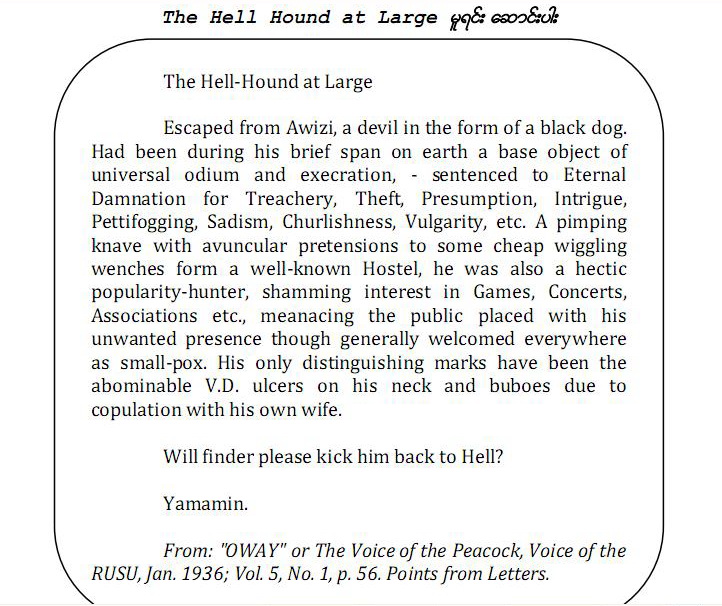 The Hell Hound at Large မူရင်း ဆောင်းပါး
The Hell-Hound at Large
Escaped from Awizi, a devil in the form of a black dog.
Had been during his brief span on earth a base object of
universal odium and execration, - sentenced to Eternal
Damnation for Treachery, Theft, Presumption, Intrigue,
Pettifogging, Sadism, Churlishness, Vulgarity, etc. A pimping
knave with avuncular pretensions to some cheap wiggling
wenches form a well-known Hostel, he was also a hectic
popularity-hunter, shamming interest in Games, Concerts,
Associations etc., meanacing the public placed with his
unwanted presence though generally welcomed everywhere
as small-pox. His only distinguishing marks have been the
abominable V.D. ulcers on his neck and buboes due to
copulation with his own wife.
Will finder please kick him back to Hell?
Yamamin.
From: "OWAY" or The Voice of the Peacock, Voice of the
RUSU, Jan. 1936; Vol. 5, No. 1, p. 56. Points from Letters.